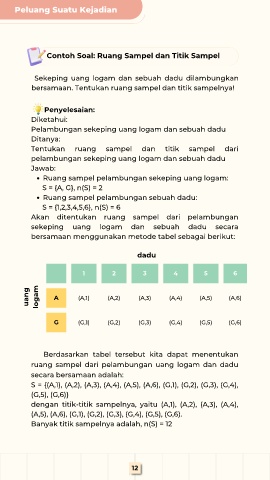 Peluang Suatu Kejadian
Contoh Soal: Ruang Sampel dan Titik Sampel
Sekeping uang logam dan sebuah dadu dilambungkan
bersamaan. Tentukan ruang sampel dan titik sampelnya!
Penyelesaian:
Diketahui:
Pelambungan sekeping uang logam dan sebuah dadu
Ditanya:
Tentukan ruang sampel dan titik sampel dari
pelambungan sekeping uang logam dan sebuah dadu
Jawab:
• Ruang sampel pelambungan sekeping uang logam:
S = {A, G}, n(S) = 2
• Ruang sampel pelambungan sebuah dadu:
S = {1,2,3,4,5,6}, n(S) = 6
Akan ditentukan ruang sampel dari pelambungan
sekeping uang logam dan sebuah dadu secara
bersamaan menggunakan metode tabel sebagai berikut:
dadu
1 2 3 4 5 6
uang
logam
A (A,1) (A,2) (A,3) (A,4) (A,5) (A,6)
G (G,1) (G,2) (G,3) (G,4) (G,5) (G,6)
Berdasarkan tabel tersebut kita dapat menentukan
ruang sampel dari pelambungan uang logam dan dadu
secara bersamaan adalah:
S = {(A,1), (A,2), (A,3), (A,4), (A,5), (A,6), (G,1), (G,2), (G,3), (G,4),
(G,5), (G,6)}
dengan titik-titik sampelnya, yaitu (A,1), (A,2), (A,3), (A,4),
(A,5), (A,6), (G,1), (G,2), (G,3), (G,4), (G,5), (G,6).
Banyak titik sampelnya adalah, n(S) = 12
12